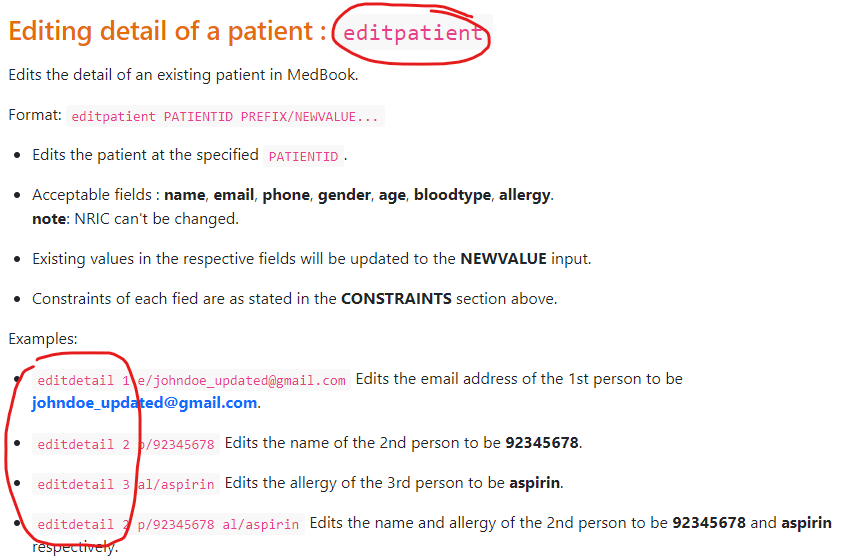 Editing detail of a patient : editpatient
Edits the detail of an existing patient in MedBook.
Format: editpatient PATIENTID PREFIX/NEWVALUE...
Edits the patient at the specified PATIENTID.
Acceptable fields : name, email, phone, gender, age, bloodtype, allergy.
note: NRIC can't be changed.
Existing values in the respective fields will be updated to the NEWVALUE input.
Constraints of each fied are as stated in the CONSTRAINTS section above.
Examples:
editdetail 1 e/johndoe_updated@gmail.com Edits the email address of the 1st person to be
johndoe_updated@gmail.com.
editdetail 2 p/92345678 Edits the name of the 2nd person to be 92345678.
editdetail 3 al/aspirin Edits the allergy of the 3rd person to be aspirin.
editdetail 2 p/92345678 al/aspirin Edits the name and allergy of the 2nd person to be 92345678 and aspirin
respectively.